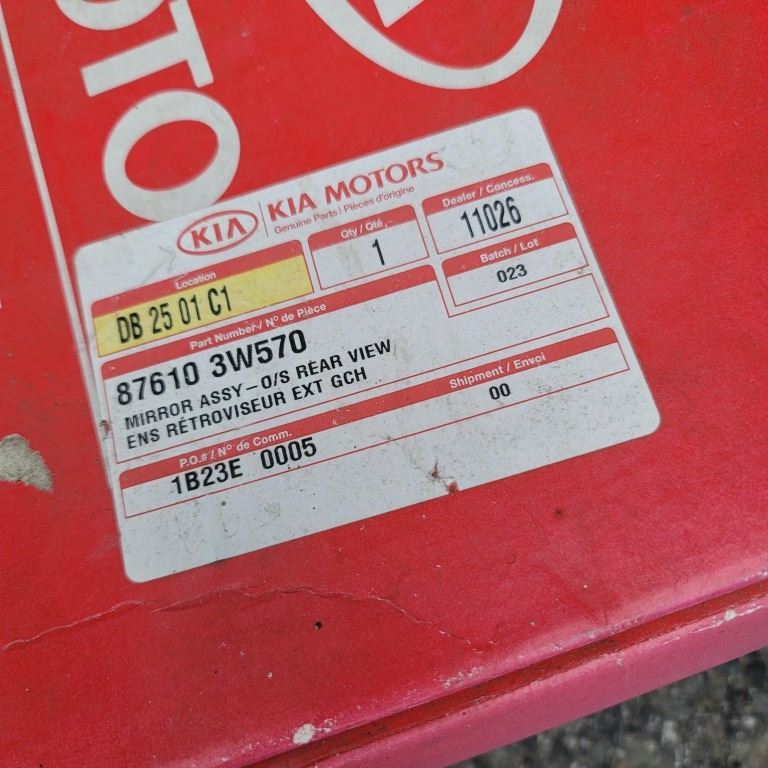 OTO
KIA | KIA MOTORS
Genuine Parts | Pièces d'origine
Location
DB 25 01 C1
Qty / Qté
1
Dealer / Concess.
11026
Batch / Lot
023
Part Number / N° de Pièce
87610 3W570
MIRROR ASSY-O/S REAR VIEW
ENS RÉTROVISEUR EXT GCH
P.O.# / N° de Comm.
1B23E 0005
Shipment / Envoi
00